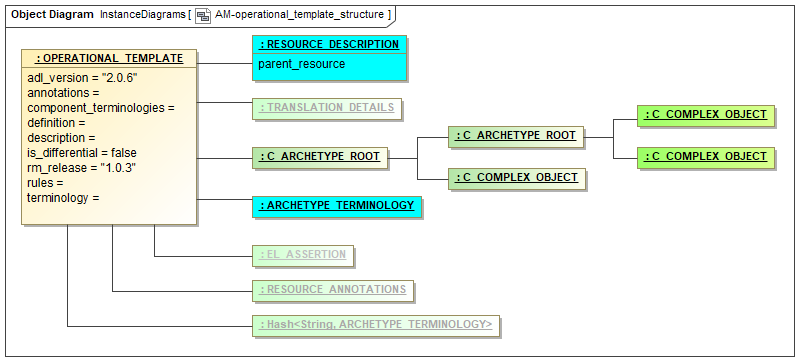 Object Diagram InstanceDiagrams [ AM-operational_template_structure ]
: OPERATIONAL_TEMPLATE
adl_version = "2.0.6"
annotations =
component_terminologies =
definition =
description =
is_differential = false
rm_release = "1.0.3"
rules =
terminology =
: RESOURCE_DESCRIPTION
parent_resource
: TRANSLATION_DETAILS
: C_ARCHETYPE_ROOT
: C_ARCHETYPE_ROOT
: C_COMPLEX_OBJECT
: C_COMPLEX_OBJECT
: C_COMPLEX_OBJECT
: ARCHETYPE_TERMINOLOGY
: EL_ASSERTION
: RESOURCE_ANNOTATIONS
: Hash<String, ARCHETYPE_TERMINOLOGY>